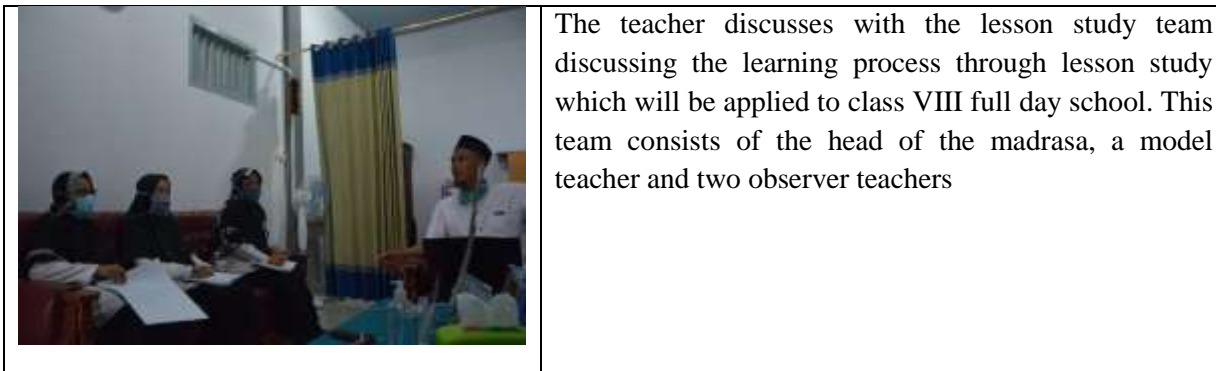 The teacher discusses with the lesson study team
discussing the learning process through lesson study
which will be applied to class VIII full day school. This
team consists of the head of the madrasa, a model
teacher and two observer teachers